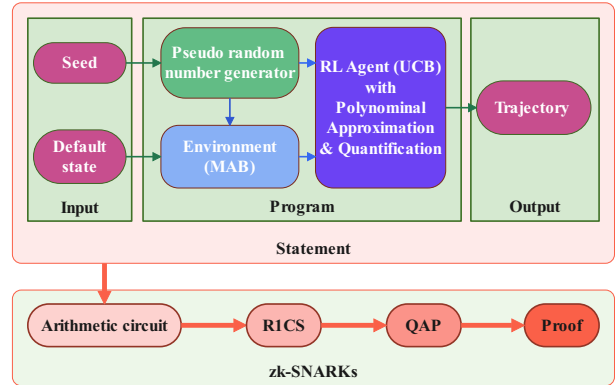 Seed
Default
state
Input
Pseudo random
number generator
Environment
(MAB)
RL Agent (UCB)
with
Polynominal
Approximation
& Quantification
Program
Trajectory
Output
Statement
Arithmetic circuit
R1CS
QAP
Proof
zk-SNARKs